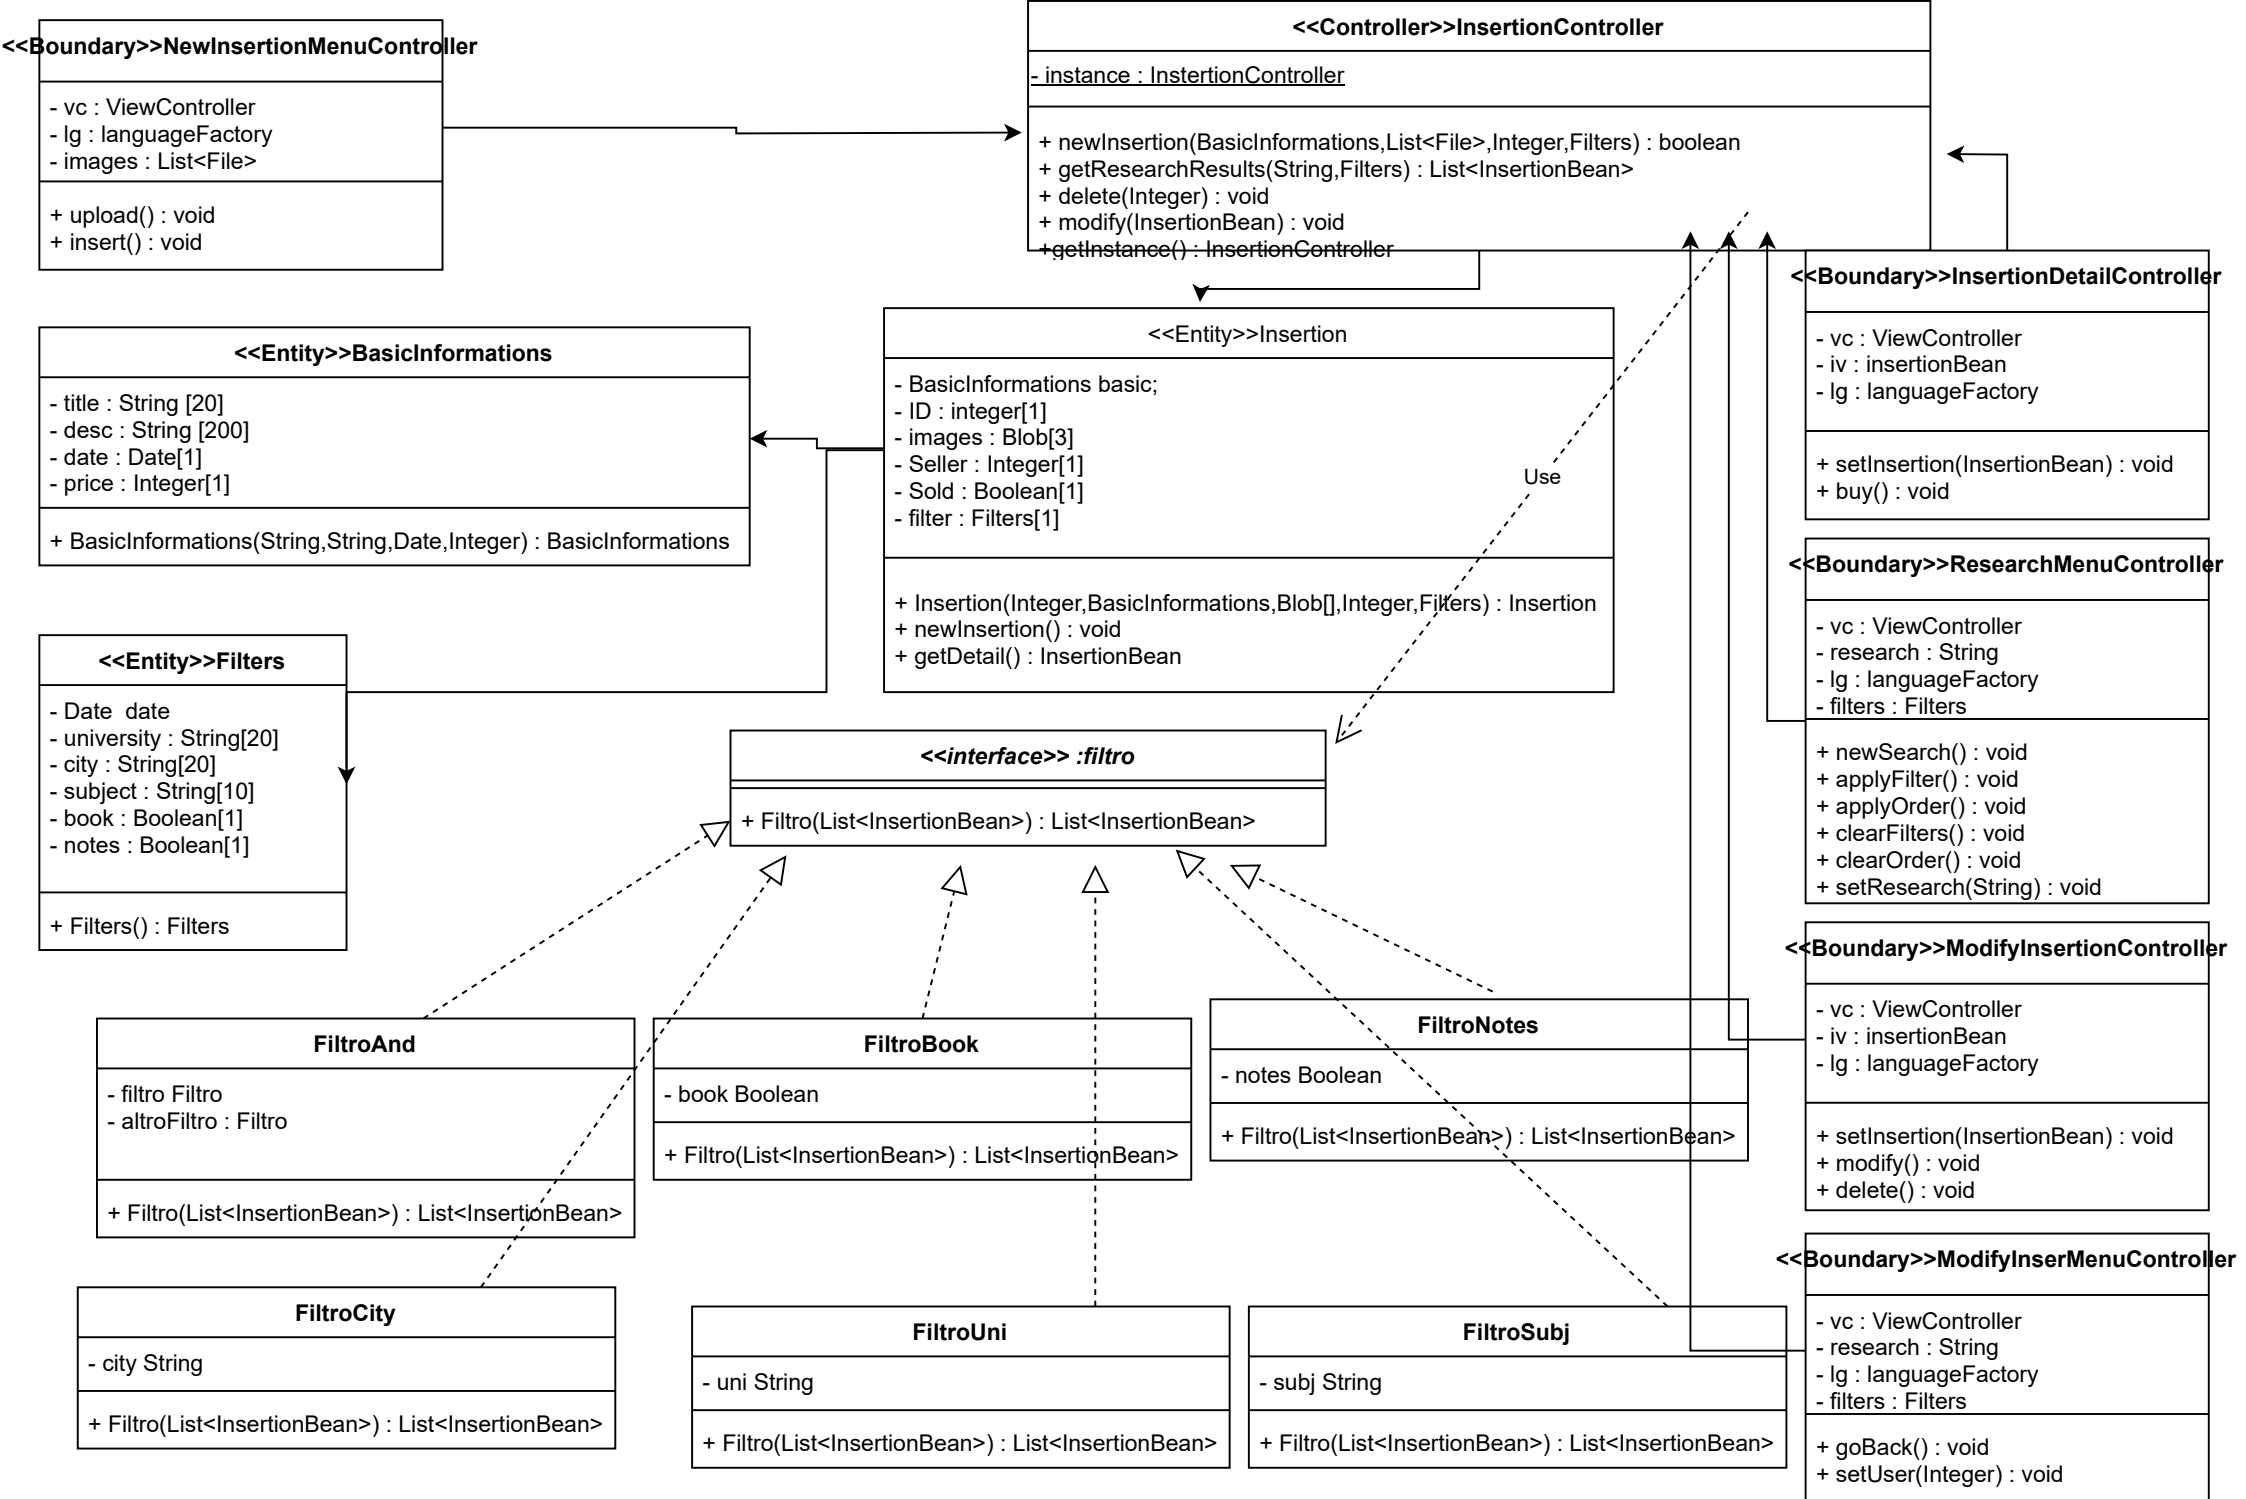 <<Boundary>>NewInsertionMenuController
- vc : ViewController
- lg : languageFactory
- images : List<File>
+ upload() : void
+ insert() : void
<<Controller>>InsertionController
- instance : InstertionController
+ newInsertion(BasicInformations,List<File>,Integer,Filters) : boolean
+ getResearchResults(String,Filters) : List<InsertionBean>
+ delete(Integer) : void
+ modify(InsertionBean) : void
+getInstance() : InsertionController
<<Boundary>>InsertionDetailController
- vc : ViewController
- iv : insertionBean
- lg : languageFactory
+ setInsertion(InsertionBean) : void
+ buy() : void
<<Entity>>BasicInformations
- title : String [20]
- desc : String [200]
- date : Date[1]
- price : Integer[1]
+ BasicInformations(String,String,Date,Integer) : BasicInformations
<<Entity>>Insertion
- BasicInformations basic;
- ID : integer[1]
- images : Blob[3]
- Seller : Integer[1]
- Sold : Boolean[1]
- filter : Filters[1]
+ Insertion(Integer,BasicInformations,Blob[],Integer,Filters) : Insertion
+ newInsertion() : void
+ getDetail() : InsertionBean
Use
<<Boundary>>ResearchMenuController
- vc : ViewController
- research : String
- lg : languageFactory
- filters : Filters
+ newSearch() : void
+ applyFilter() : void
+ applyOrder() : void
+ clearFilters() : void
+ clearOrder() : void
+ setResearch(String) : void
<<Entity>>Filters
- Date  date
- university : String[20]
- city : String[20]
- subject : String[10]
- book : Boolean[1]
- notes : Boolean[1]
+ Filters() : Filters
<<interface>> :filtro
+ Filtro(List<InsertionBean>) : List<InsertionBean>
<<Boundary>>ModifyInsertionController
- vc : ViewController
- iv : insertionBean
- lg : languageFactory
+ setInsertion(InsertionBean) : void
+ modify() : void
+ delete() : void
FiltroAnd
- filtro Filtro
- altroFiltro : Filtro
+ Filtro(List<InsertionBean>) : List<InsertionBean>
FiltroBook
- book Boolean
+ Filtro(List<InsertionBean>) : List<InsertionBean>
FiltroNotes
- notes Boolean
+ Filtro(List<InsertionBean>) : List<InsertionBean>
FiltroCity
- city String
+ Filtro(List<InsertionBean>) : List<InsertionBean>
FiltroUni
- uni String
+ Filtro(List<InsertionBean>) : List<InsertionBean>
FiltroSubj
- subj String
+ Filtro(List<InsertionBean>) : List<InsertionBean>
<<Boundary>>ModifyInserMenuController
- vc : ViewController
- research : String
- lg : languageFactory
- filters : Filters
+ goBack() : void
+ setUser(Integer) : void